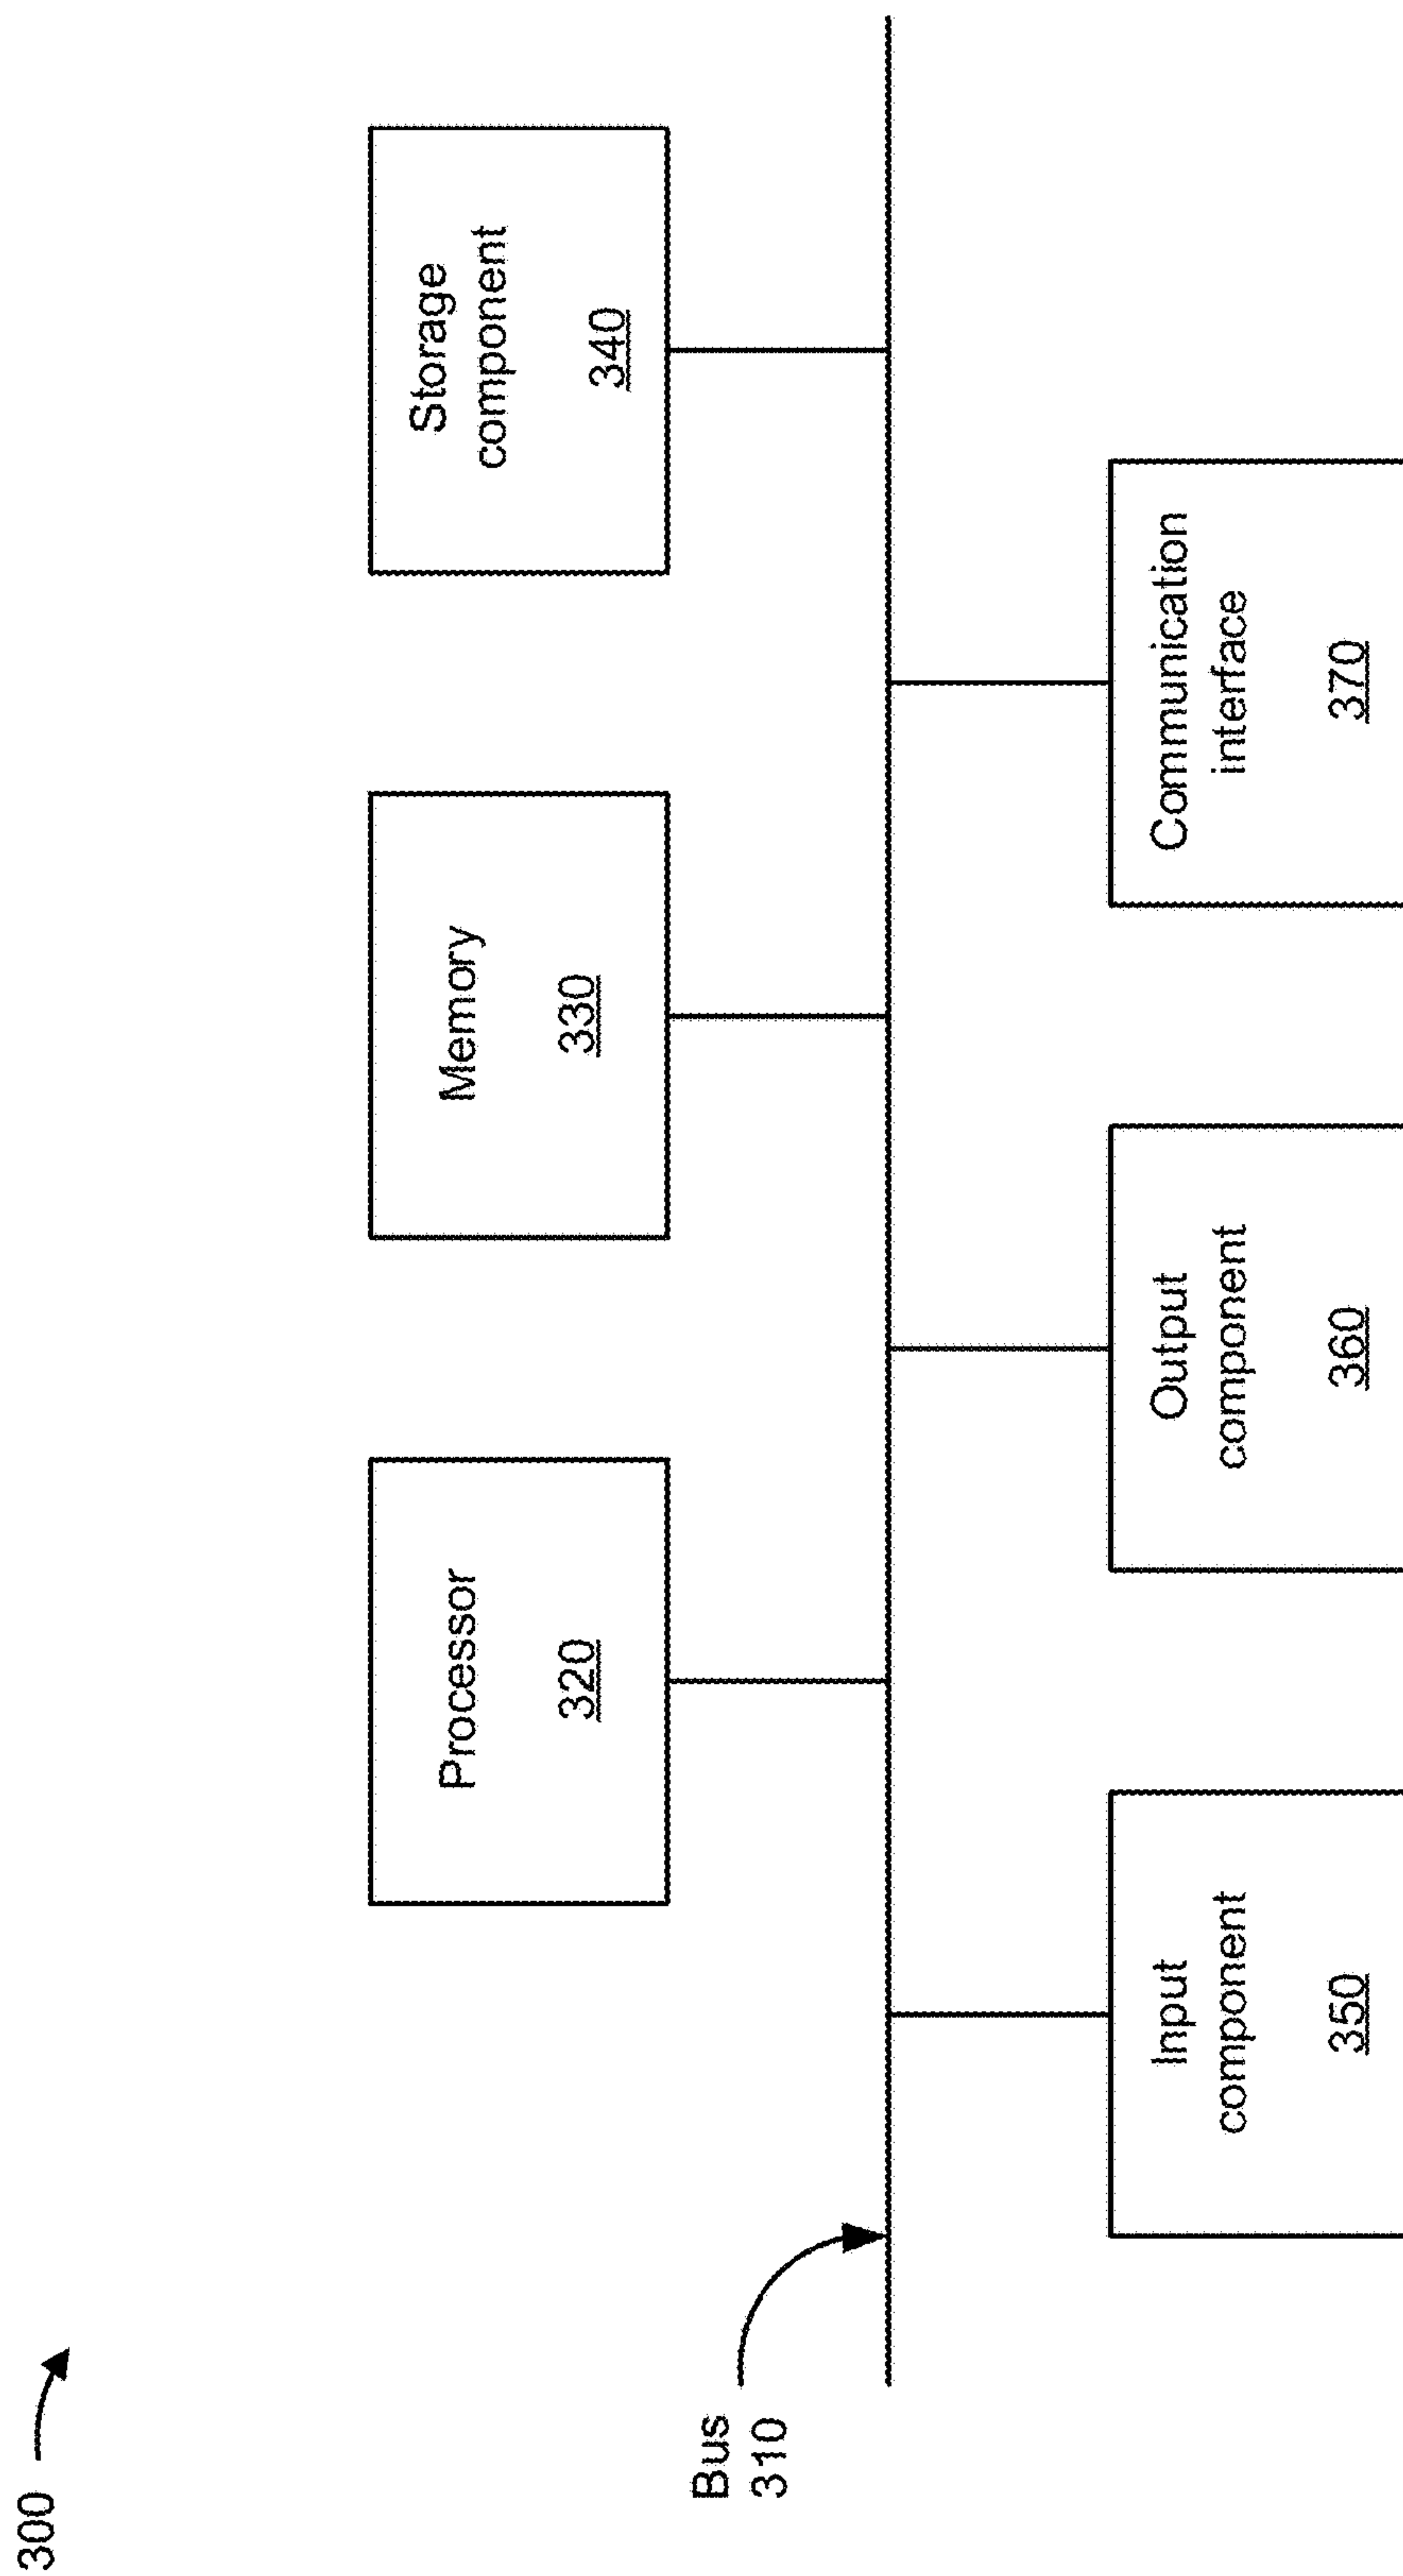 300
Processor
320
Memory
330
Storage
component
340
Bus
310
Input
component
350
Output
component
360
Communication
interface
370